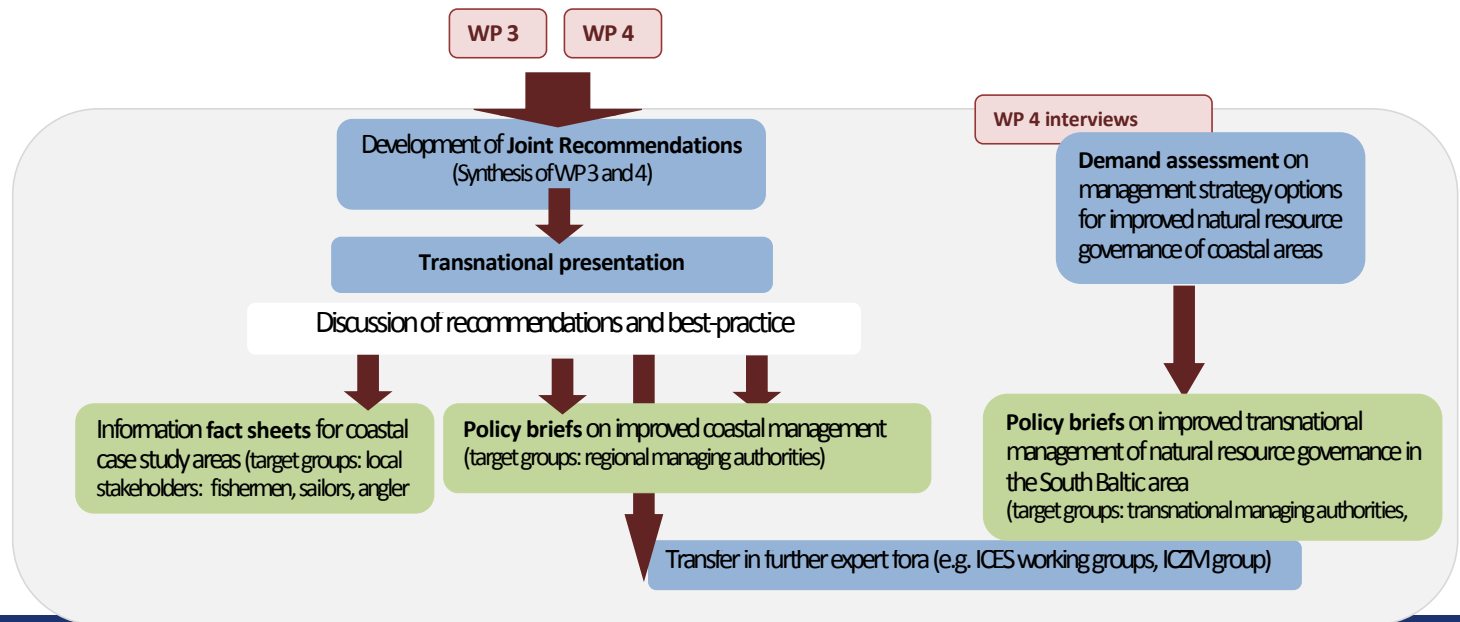 WP 3
WP 4
Development of Joint Recommendations
(Synthesis of WP 3 and 4)
Transnational presentation
Discussion of recommendations and best-practice
Information fact sheets for coastal
case study areas (target groups: local
stakeholders: fishermen, sailors, angler
Policy briefs on improved coastal management
(target groups: regional managing authorities)
WP 4 interviews
Demand assessment on
management strategy options
for improved natural resource
governance of coastal areas
Policy briefs on improved transnational
management of natural resource governance in
the South Baltic area
(target groups: transnational managing authorities,
Transfer in further expert fora (e.g. ICES working groups, ICZM group)